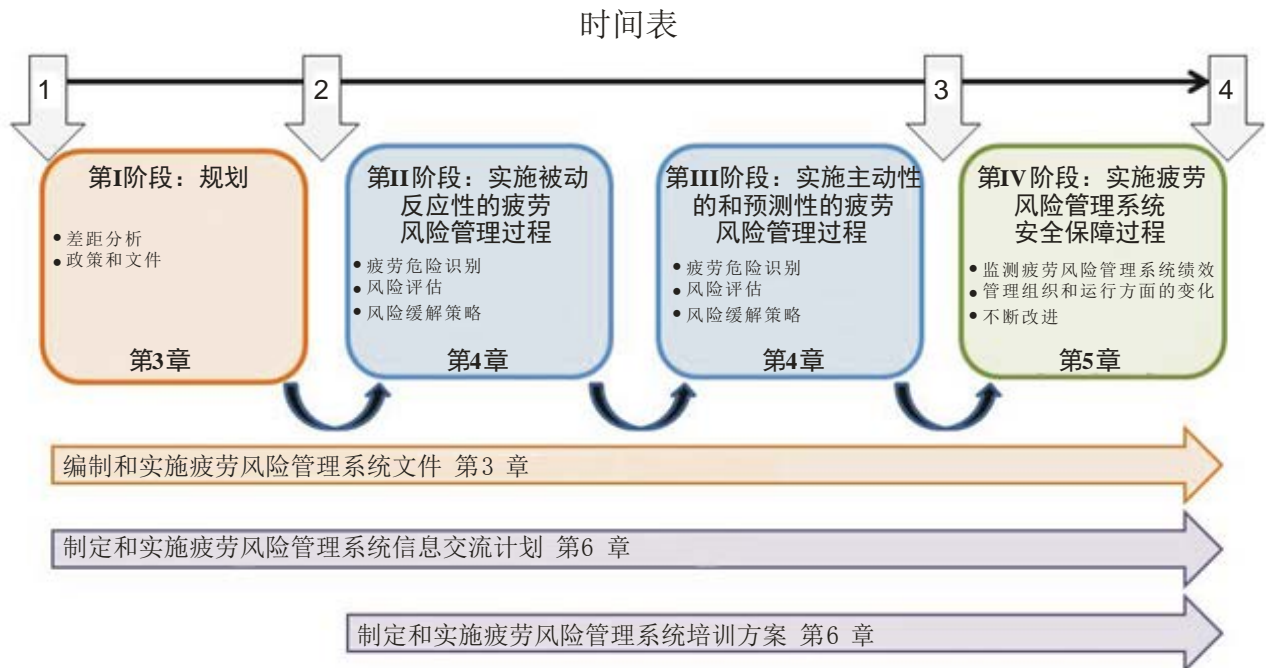 时间表
1
2
3
4
第I阶段：规划
• 差距分析
• 政策和文件
第3章
第II阶段：实施被动
反应性的疲劳
风险管理过程
• 疲劳危险识别
• 风险评估
• 风险缓解策略
第4章
第III阶段：实施主动性
的和预测性的疲劳
风险管理过程
• 疲劳危险识别
• 风险评估
• 风险缓解策略
第4章
第IV阶段：实施疲劳
风险管理系统
安全保障过程
• 监测疲劳风险管理系统绩效
• 管理组织和运行方面的变化
• 不断改进
第5章
编制和实施疲劳风险管理系统文件 第3 章
制定和实施疲劳风险管理系统信息交流计划 第6 章
制定和实施疲劳风险管理系统培训方案 第6 章